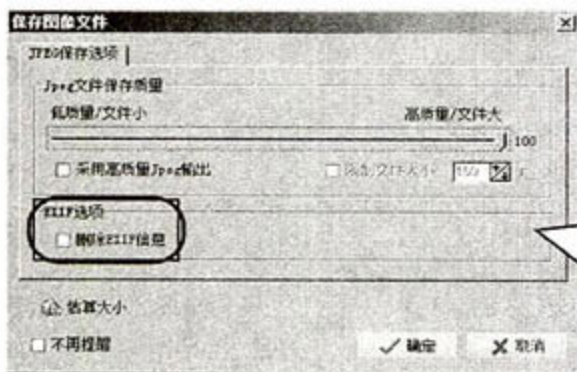 保存图像文件
JPEG保存选项
Jpeg文件保存质量
低质量/文件小 高质量/文件大
100
采用高质量Jpeg输出 限制文件大小
EXIF选项
删除EXIF信息
估算大小
不再提醒 确定 取消